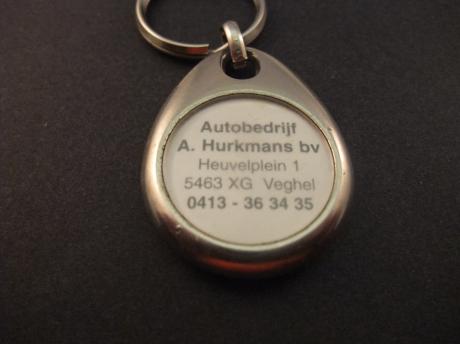 Autobedrijf
A. Hurkmans bv
Heuvelplein 1
5463 XG Veghel
0413 - 36 34 35